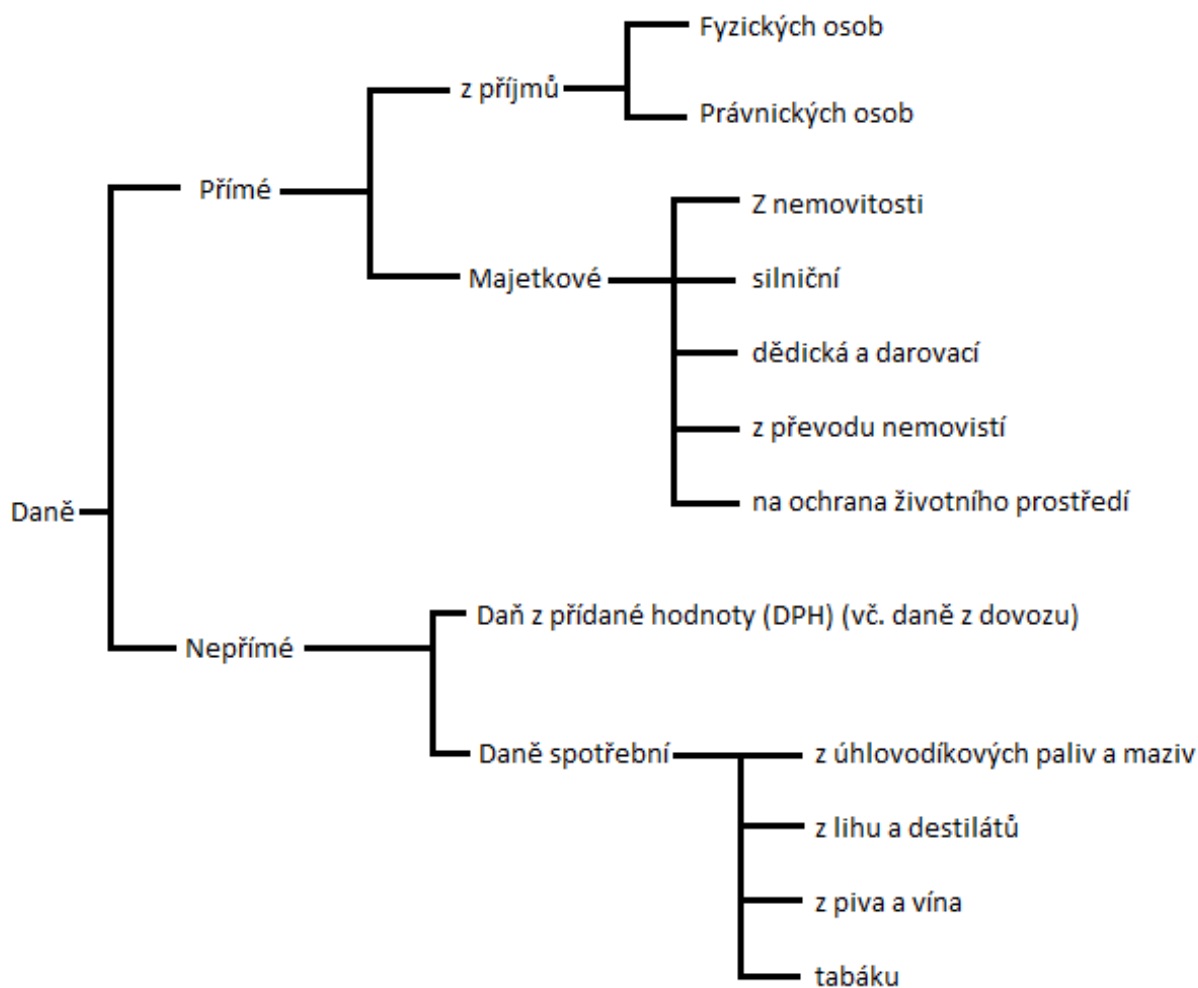 Fyzických osob
z příjmů
Právnických osob
Přímé
Z nemovitosti
Majetkové
silniční
dědická a darovací
z převodu nemovistí
Daně
na ochrana životního prostředí
Daň z přídané hodnoty (DPH) (vč. daně z dovozu)
Nepřímé
Daně spotřební
z úhlovodíkových paliv a maziv
z lihu a destilátů
z piva a vína
tabáku